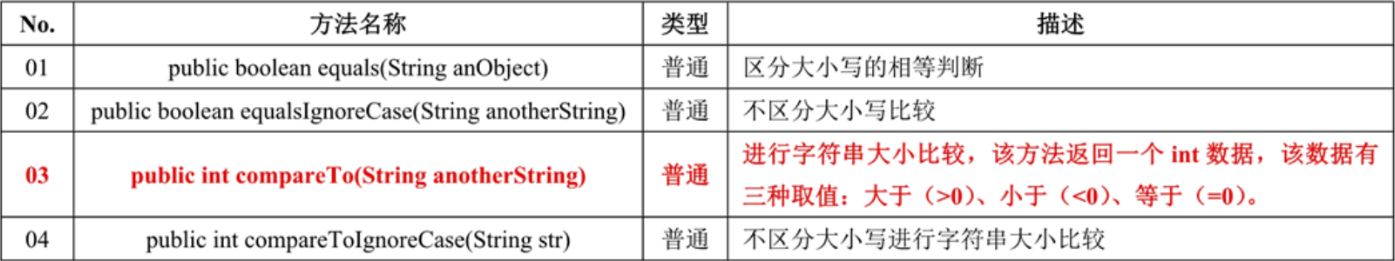 No. 方法名称 类型 描述
01 public boolean equals(String anObject) 普通 区分大小写的相等判断
02 public boolean equalsIgnoreCase(String anotherString) 普通 不区分大小写比较
03 public int compareTo(String anotherString) 普通 进行字符串大小比较，该方法返回一个 int 数据，该数据有
三种取值：大于（>0）、小于（<0）、等于（=0）。
04 public int compareToIgnoreCase(String str) 普通 不区分大小写进行字符串大小比较